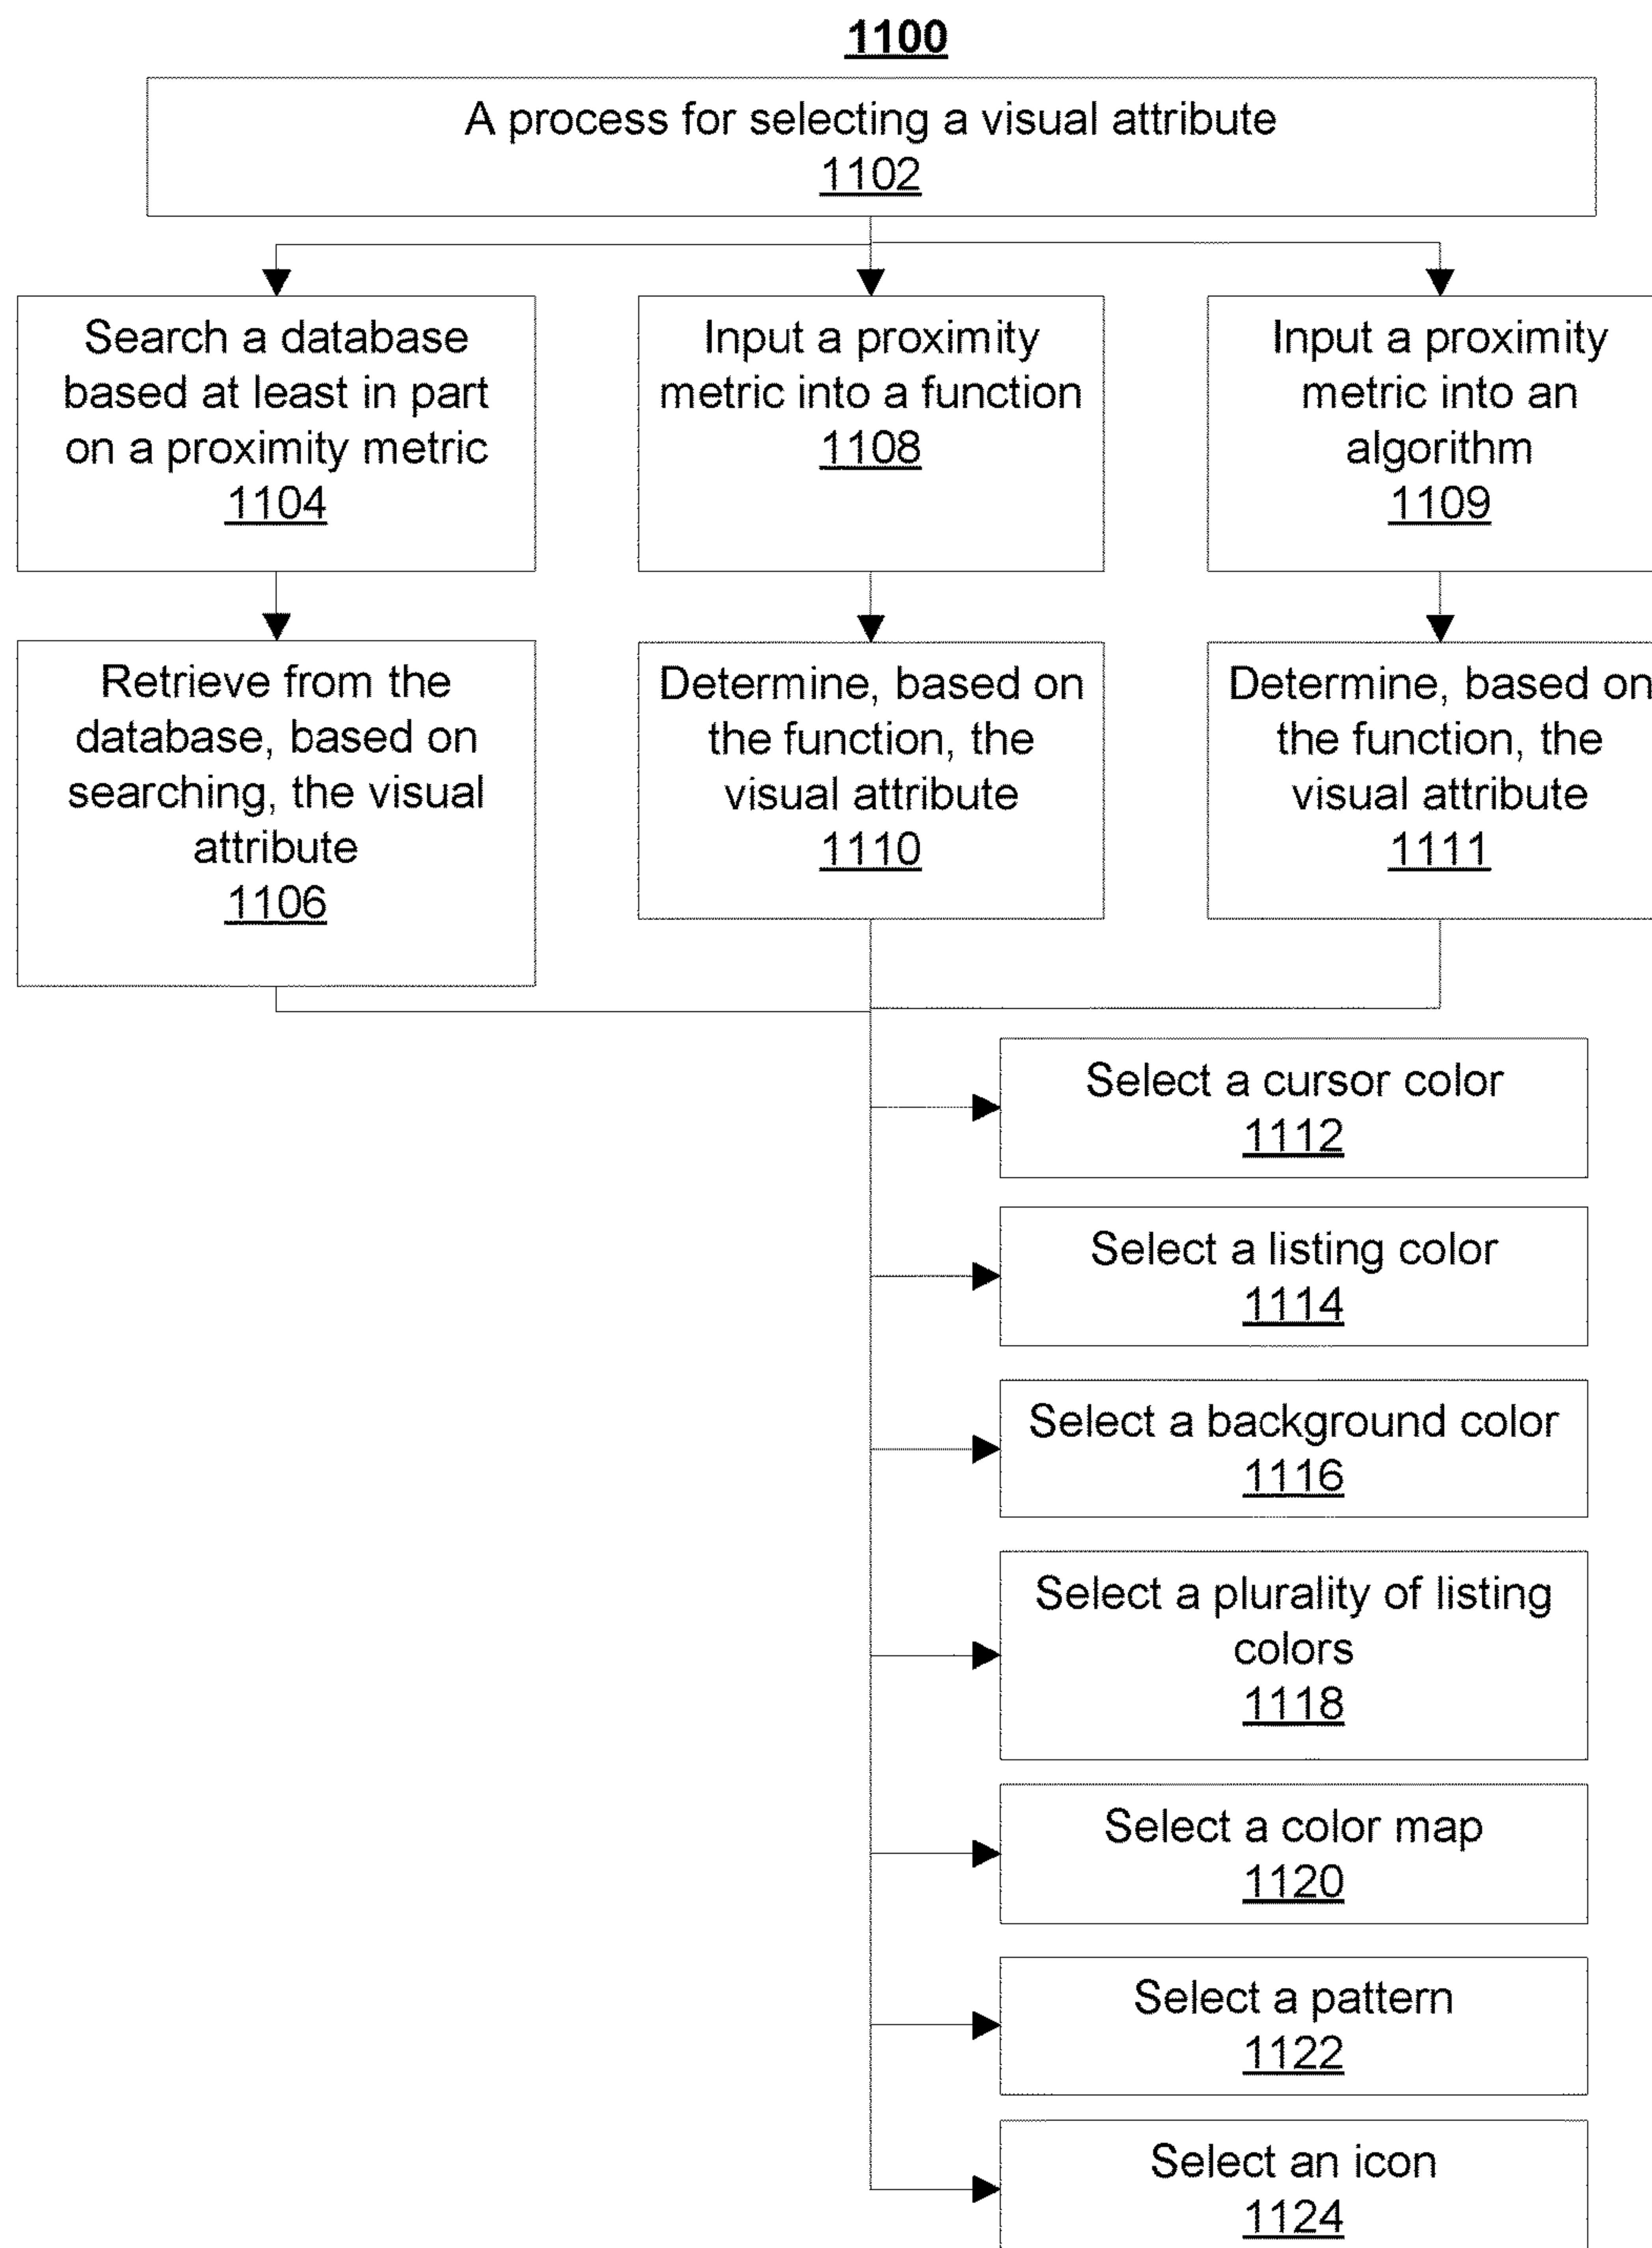 1100
A process for selecting a visual attribute
1102
Search a database
based at least in part
on a proximity metric
1104
Input a proximity
metric into a function
1108
Input a proximity
metric into an
algorithm
1109
Retrieve from the
database, based on
searching, the visual
attribute
1106
Determine, based on
the function, the
visual attribute
1110
Determine, based on
the function, the
visual attribute
1111
Select a cursor color
1112
Select a listing color
1114
Select a background color
1116
Select a plurality of listing
colors
1118
Select a color map
1120
Select a pattern
1122
Select an icon
1124